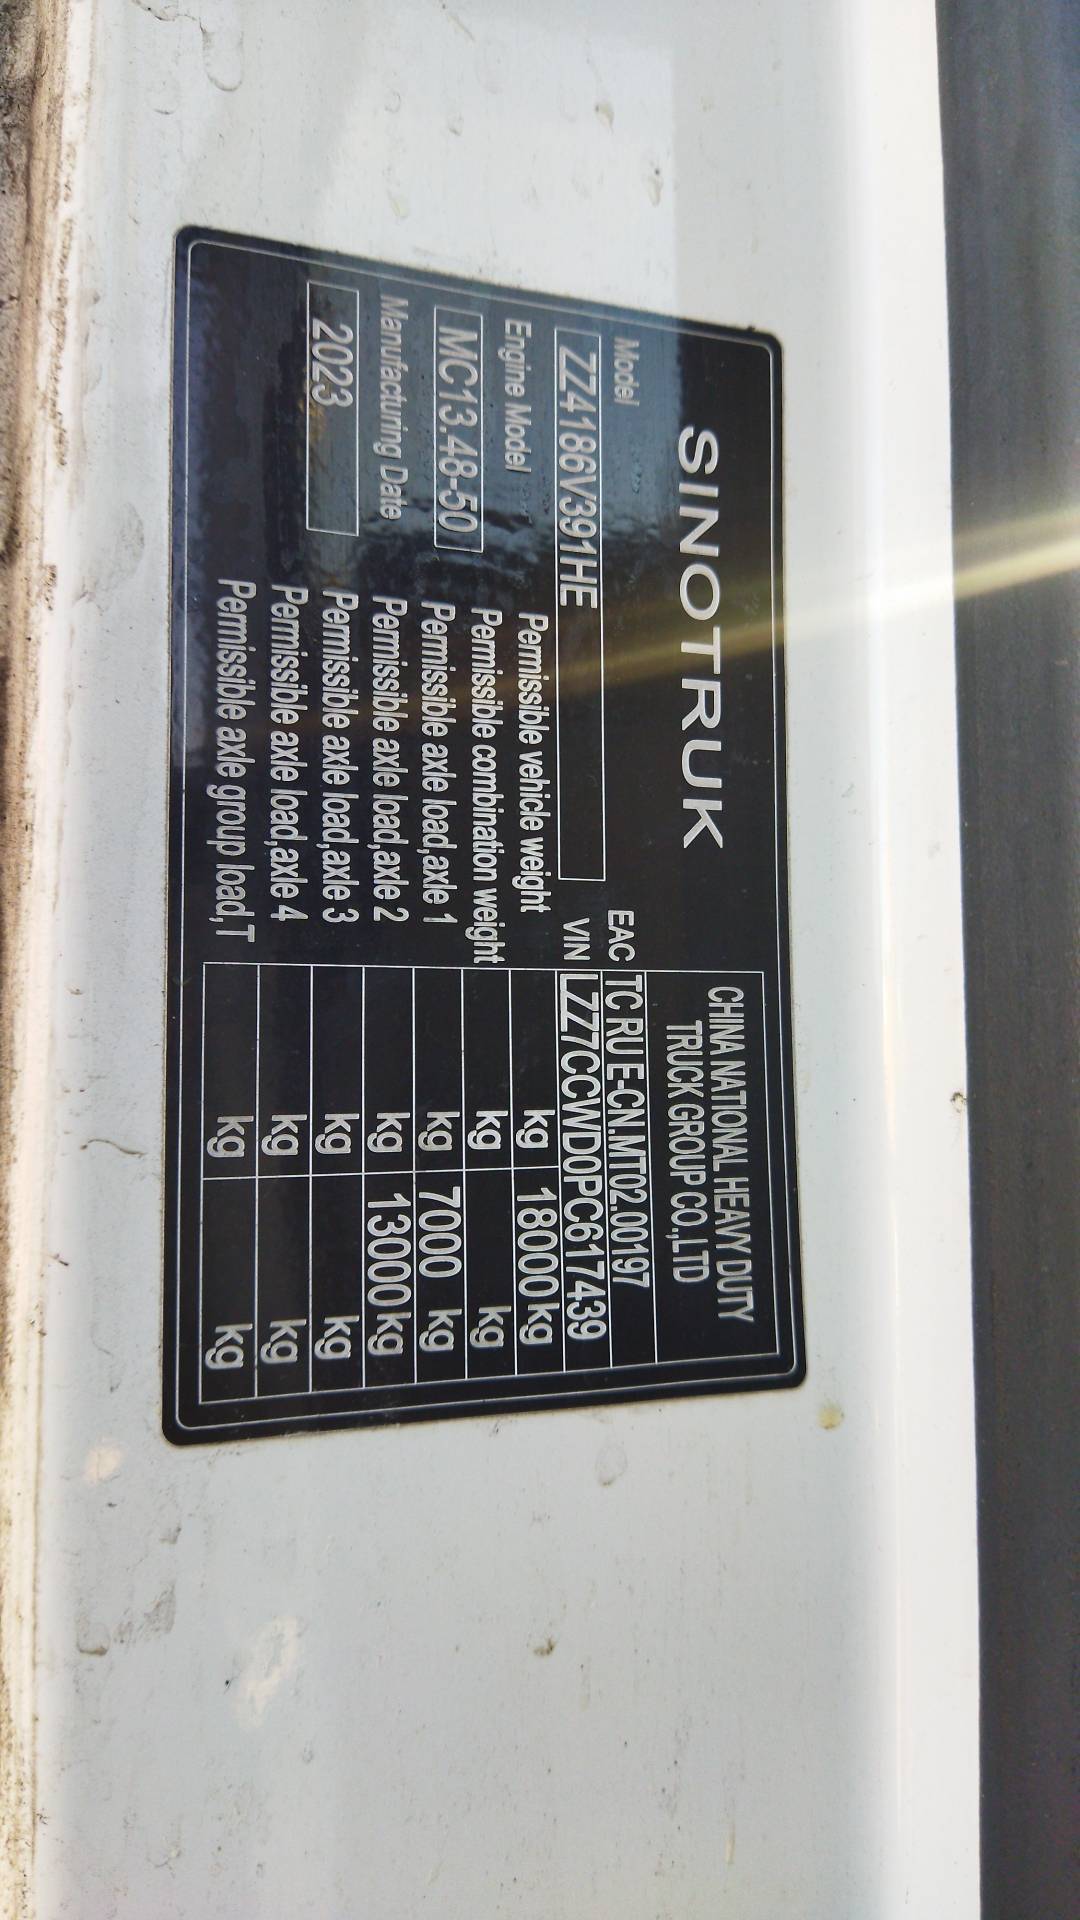 SINOTRUK
CHINA NATIONAL HEAVY DUTY
TRUCK GROUP CO.,LTD
Model
EAC TC RU E-CN.MT02.00197
ZZ4186V391HE
VIN LZZ7CCWD0PC617439
Engine Model
Permissible vehicle weight kg 18000 kg
MC13.48-50
Permissible combination weight kg kg
Permissible axle load,axle 1 kg 7000 kg
Manufacturing Date
Permissible axle load,axle 2 kg 13000 kg
2023
Permissible axle load,axle 3 kg kg
Permissible axle load,axle 4 kg kg
Permissible axle group load,T kg kg